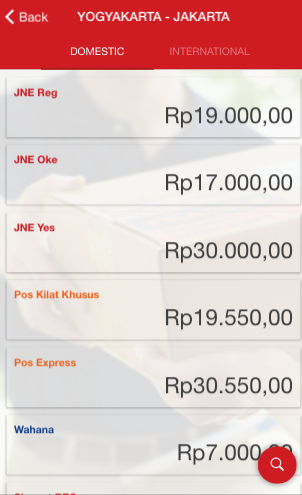 Back
YOGYAKARTA - JAKARTA
DOMESTIC
INTERNATIONAL
JNE Reg
Rp19.000,00
JNE Oke
Rp17.000,00
JNE Yes
Rp30.000,00
Pos Kilat Khusus
Rp19.550,00
Pos Express
Rp30.550,00
Wahana
Rp7.000,00